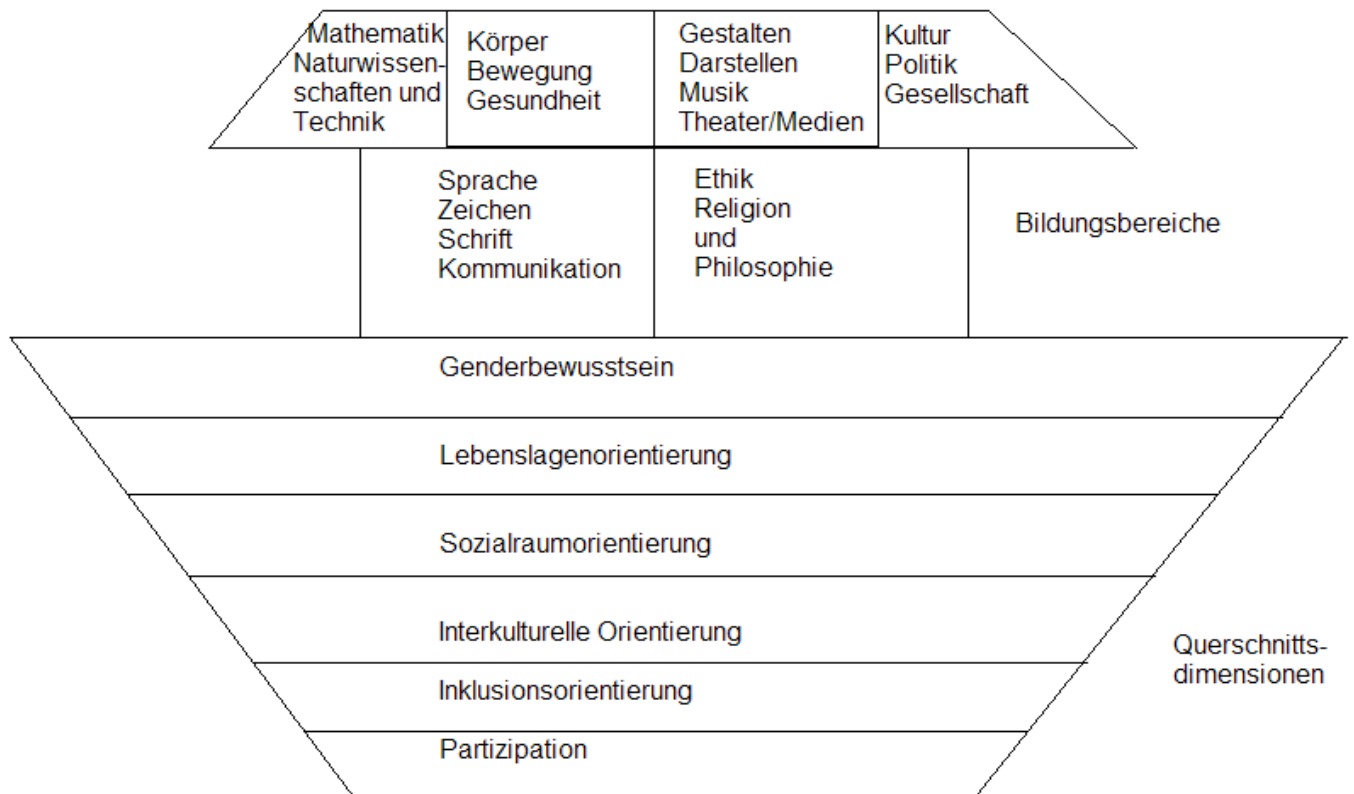 Mathematik
Naturwissen-
schaften und
Technik
Körper
Bewegung
Gesundheit
Gestalten
Darstellen
Musik
Theater/Medien
Kultur
Politik
Gesellschaft
Sprache
Zeichen
Schrift
Kommunikation
Ethik
Religion
und
Philosophie
Bildungsbereiche
Genderbewusstsein
Lebenslagenorientierung
Sozialraumorientierung
Interkulturelle Orientierung
Inklusionsorientierung
Partizipation
Querschnitts-
dimensionen